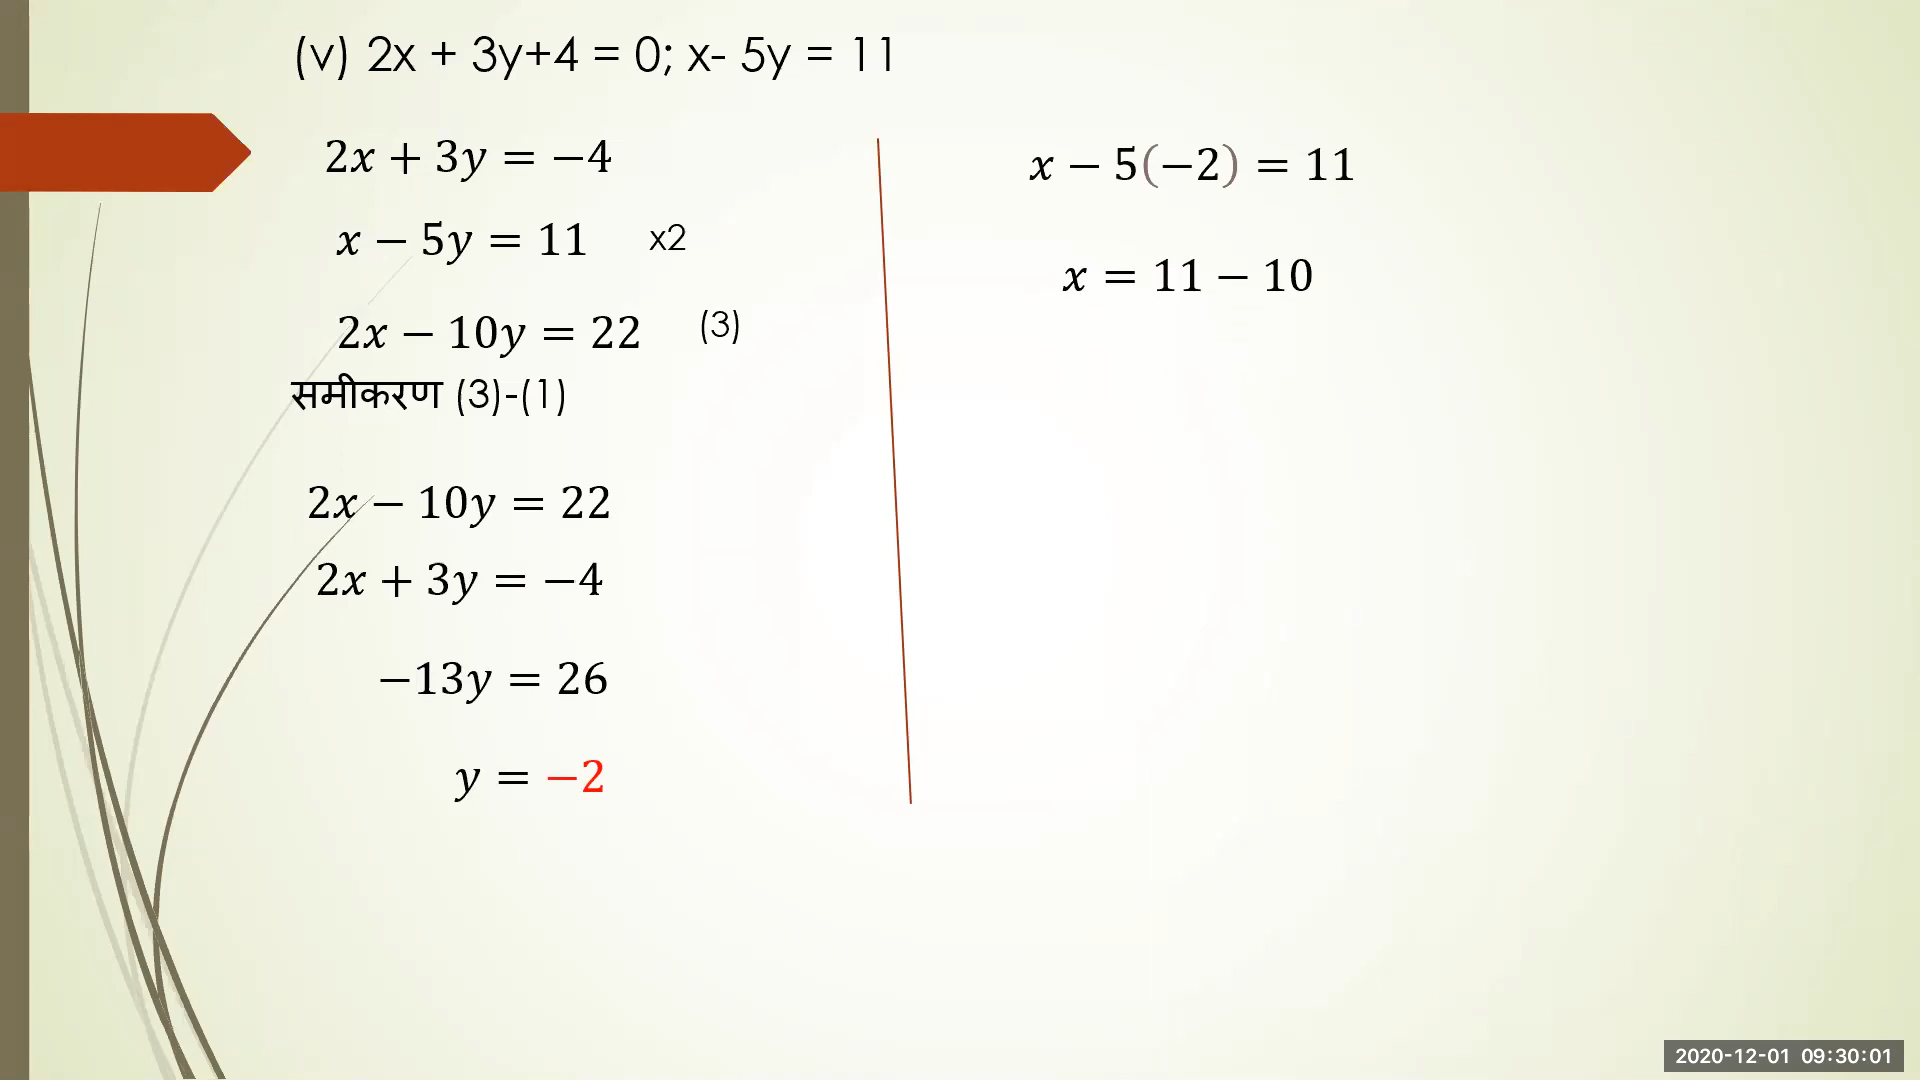 (v) 2x + 3y+4 = 0; x- 5y = 11
2x + 3y = −4
x − 5y = 11 x2
2x − 10y = 22 (3)
समीकरण (3)-(1)
2x − 10y = 22
2x + 3y = −4
−13y = 26
y = −2
x − 5(−2) = 11
x = 11 − 10
2020-12-01 09:30:01